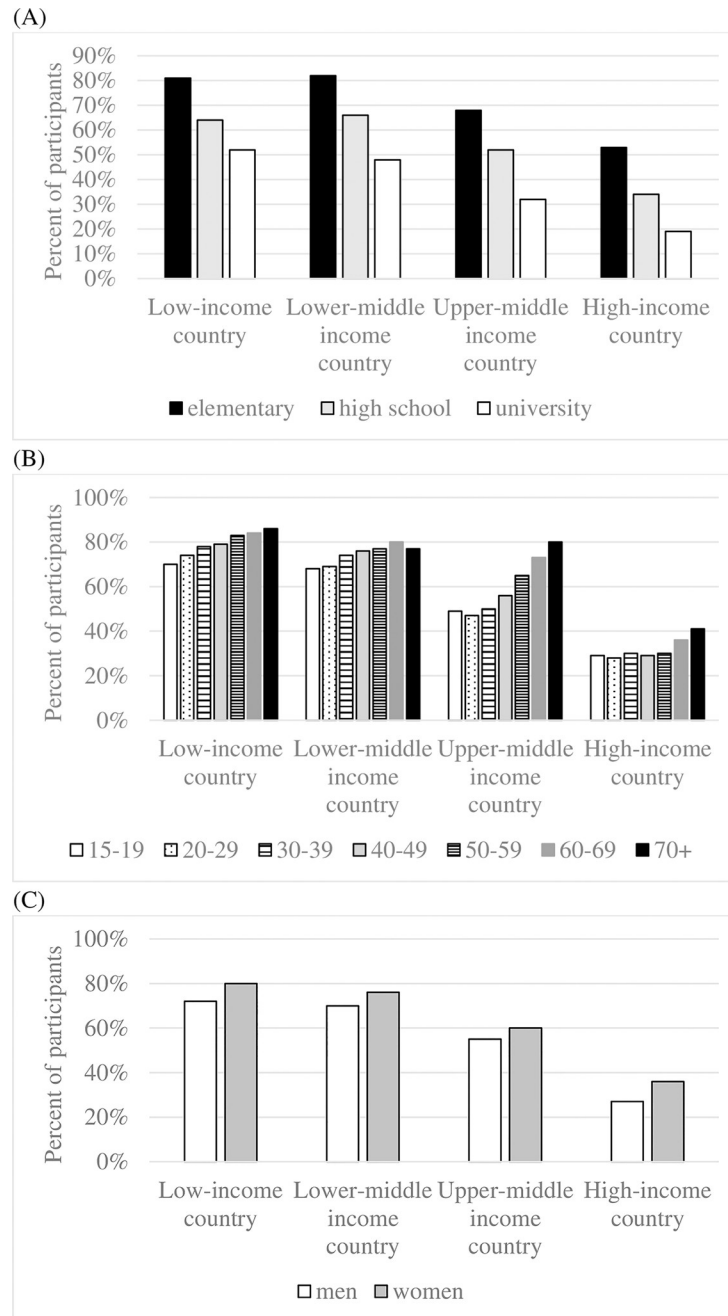 (A)
Percent of participants
90%
80%
70%
60%
50%
40%
30%
20%
10%
0%
Low-income country
Lower-middle income country
Upper-middle income country
High-income country
elementary high school university
(B)
Percent of participants
100%
80%
60%
40%
20%
0%
Low-income country
Lower-middle income country
Upper-middle income country
High-income country
15-19 20-29 30-39 40-49 50-59 60-69 70+
(C)
Percent of participants
100%
80%
60%
40%
20%
0%
Low-income country
Lower-middle income country
Upper-middle income country
High-income country
men women